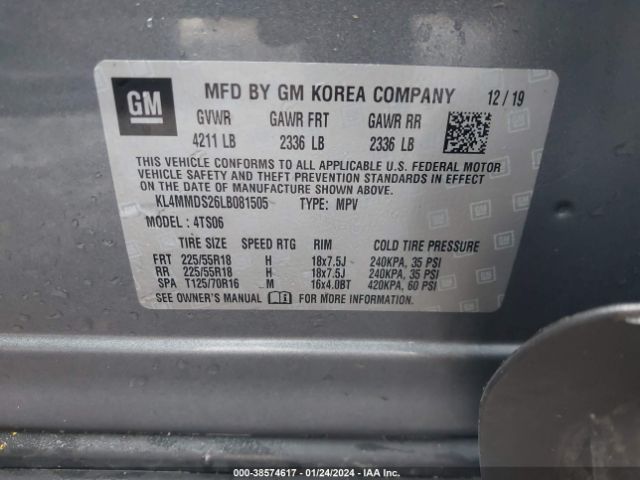 GM MFD BY GM KOREA COMPANY 12/19
GVWR GAWR FRT GAWR RR
4211 LB 2336 LB 2336 LB
THIS VEHICLE CONFORMS TO ALL APPLICABLE U.S. FEDERAL MOTOR
VEHICLE SAFETY AND THEFT PREVENTION STANDARDS IN EFFECT
ON THE DATE OF MANUFACTURE SHOWN ABOVE.
KL4MMDS26LB081505 TYPE: MPV
MODEL: 4TS06
TIRE SIZE SPEED RTG RIM COLD TIRE PRESSURE
FRT 225/55R18 H 18x7.5J 240KPA, 35 PSI
RR 225/55R18 H 18x7.5J 240KPA, 35 PSI
SPA T125/70R16 M 16x4.0BT 420KPA, 60 PSI
SEE OWNER'S MANUAL FOR MORE INFORMATION.
000-38574617 - 01/24/2024 - IAA Inc.